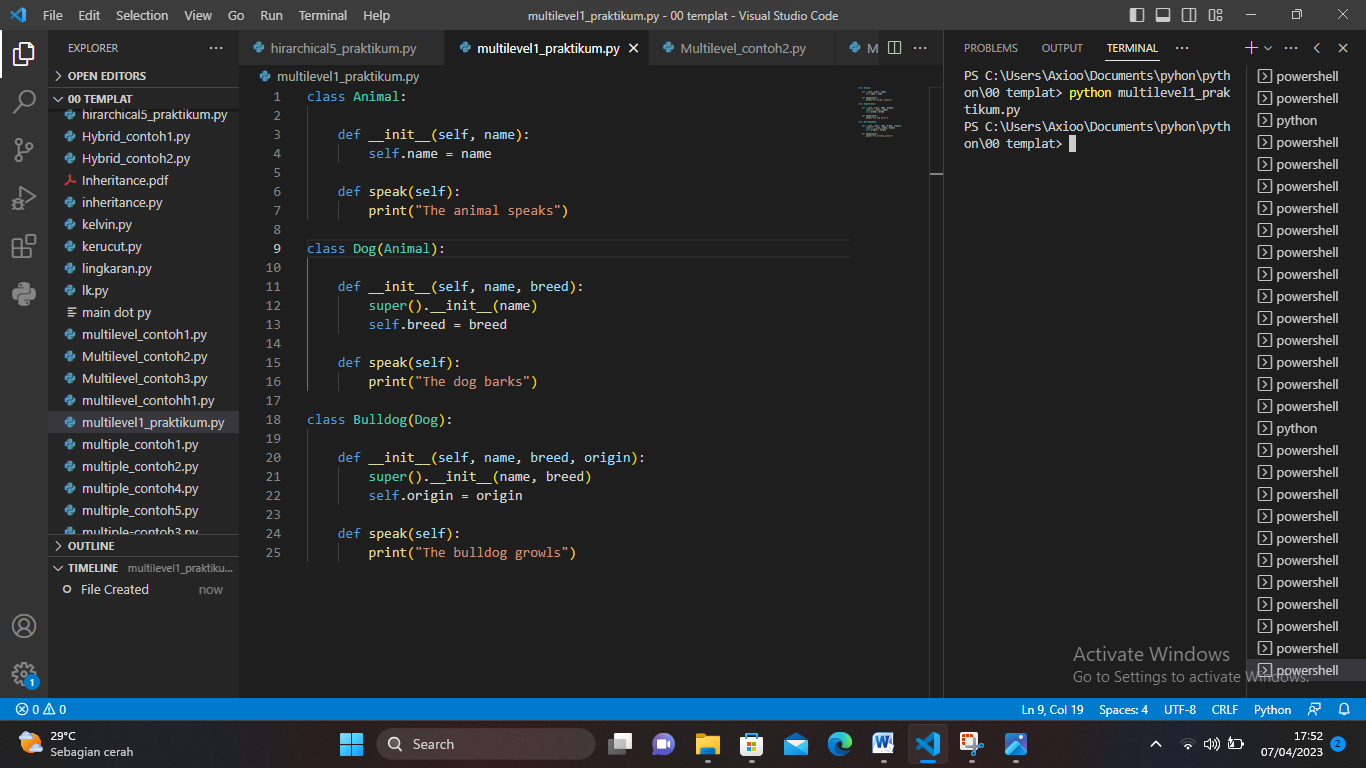 File Edit Selection View Go Run Terminal Help
multilevel1_praktikum.py - 00 templat - Visual Studio Code
EXPLORER
OPEN EDITORS
00 TEMPLAT
hirarchical5_praktikum.py
Hybrid_contoh1.py
Hybrid_contoh2.py
Inheritance.pdf
inheritance.py
kelvin.py
kerucut.py
lingkaran.py
lk.py
main dot py
multilevel_contoh1.py
Multilevel_contoh2.py
Multilevel_contoh3.py
multilevel_contohh1.py
multilevel1_praktikum.py
multiple_contoh1.py
multiple_contoh2.py
multiple_contoh4.py
multiple_contoh5.py
multiple-contoh3.py
OUTLINE
TIMELINE multilevel1_praktiku...
File Created now
hirarchical5_praktikum.py multilevel1_praktikum.py Multilevel_contoh2.py M
multilevel1_praktikum.py
1 class Animal:
2
3 def __init__(self, name):
4 self.name = name
5
6 def speak(self):
7 print("The animal speaks")
8
9 class Dog(Animal):
10
11 def __init__(self, name, breed):
12 super().__init__(name)
13 self.breed = breed
14
15 def speak(self):
16 print("The dog barks")
17
18 class Bulldog(Dog):
19
20 def __init__(self, name, breed, origin):
21 super().__init__(name, breed)
22 self.origin = origin
23
24 def speak(self):
25 print("The bulldog growls")
PROBLEMS OUTPUT TERMINAL
PS C:\Users\Axioo\Documents\pyhon\pyth
on\00 templat> python multilevel1_prak
tikum.py
PS C:\Users\Axioo\Documents\pyhon\pyth
on\00 templat>
powershell
powershell
python
powershell
powershell
powershell
powershell
powershell
powershell
powershell
powershell
powershell
powershell
powershell
powershell
powershell
python
powershell
powershell
powershell
powershell
powershell
powershell
powershell
powershell
powershell
powershell
powershell
Activate Windows
Go to Settings to activate Windows.
1
0 0
Ln 9, Col 19 Spaces: 4 UTF-8 CRLF Python
29°C
Sebagian cerah
Search
17:52
07/04/2023
2